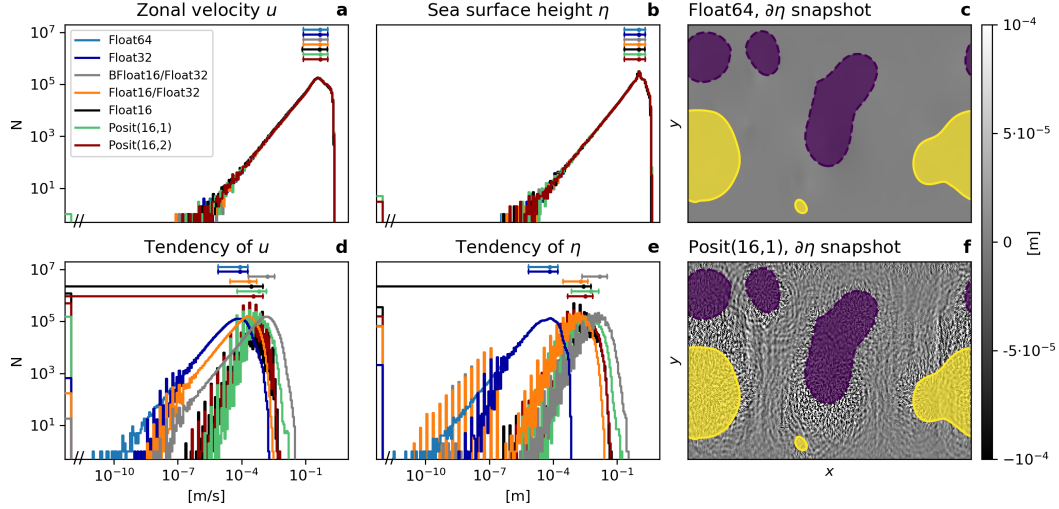 Zonal velocity u a
Sea surface height η b
Float64, ∂η snapshot c
N
10⁷
10⁵
10³
10¹
Float64
Float32
BFloat16/Float32
Float16/Float32
Float16
Posit(16,1)
Posit(16,2)
//
//
y
10⁻⁴
5·10⁻⁵
0
-5·10⁻⁵
−10⁻⁴
[m]
Tendency of u d
Tendency of η e
Posit(16,1), ∂η snapshot f
N
10⁷
10⁵
10³
10¹
//
//
10⁻¹⁰ 10⁻⁷ 10⁻⁴ 10⁻¹
[m/s]
10⁻¹⁰ 10⁻⁷ 10⁻⁴ 10⁻¹
[m]
y
x